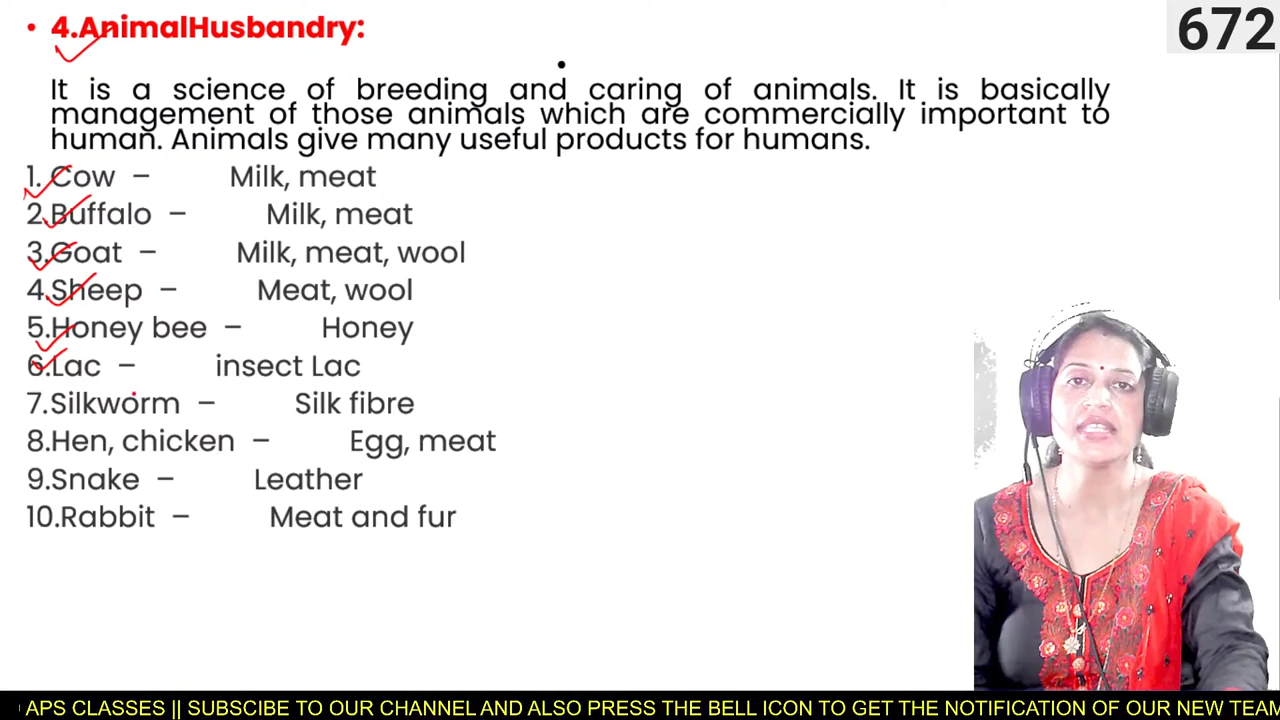 672
• 4.AnimalHusbandry:
It is a science of breeding and caring of animals. It is basically
management of those animals which are commercially important to
human. Animals give many useful products for humans.
1. Cow – Milk, meat
2.Buffalo – Milk, meat
3.Goat – Milk, meat, wool
4.Sheep – Meat, wool
5.Honey bee – Honey
6.Lac – insect Lac
7.Silkworm – Silk fibre
8.Hen, chicken – Egg, meat
9.Snake – Leather
10.Rabbit – Meat and fur
APS CLASSES || SUBSCIBE TO OUR CHANNEL AND ALSO PRESS THE BELL ICON TO GET THE NOTIFICATION OF OUR NEW TEAM